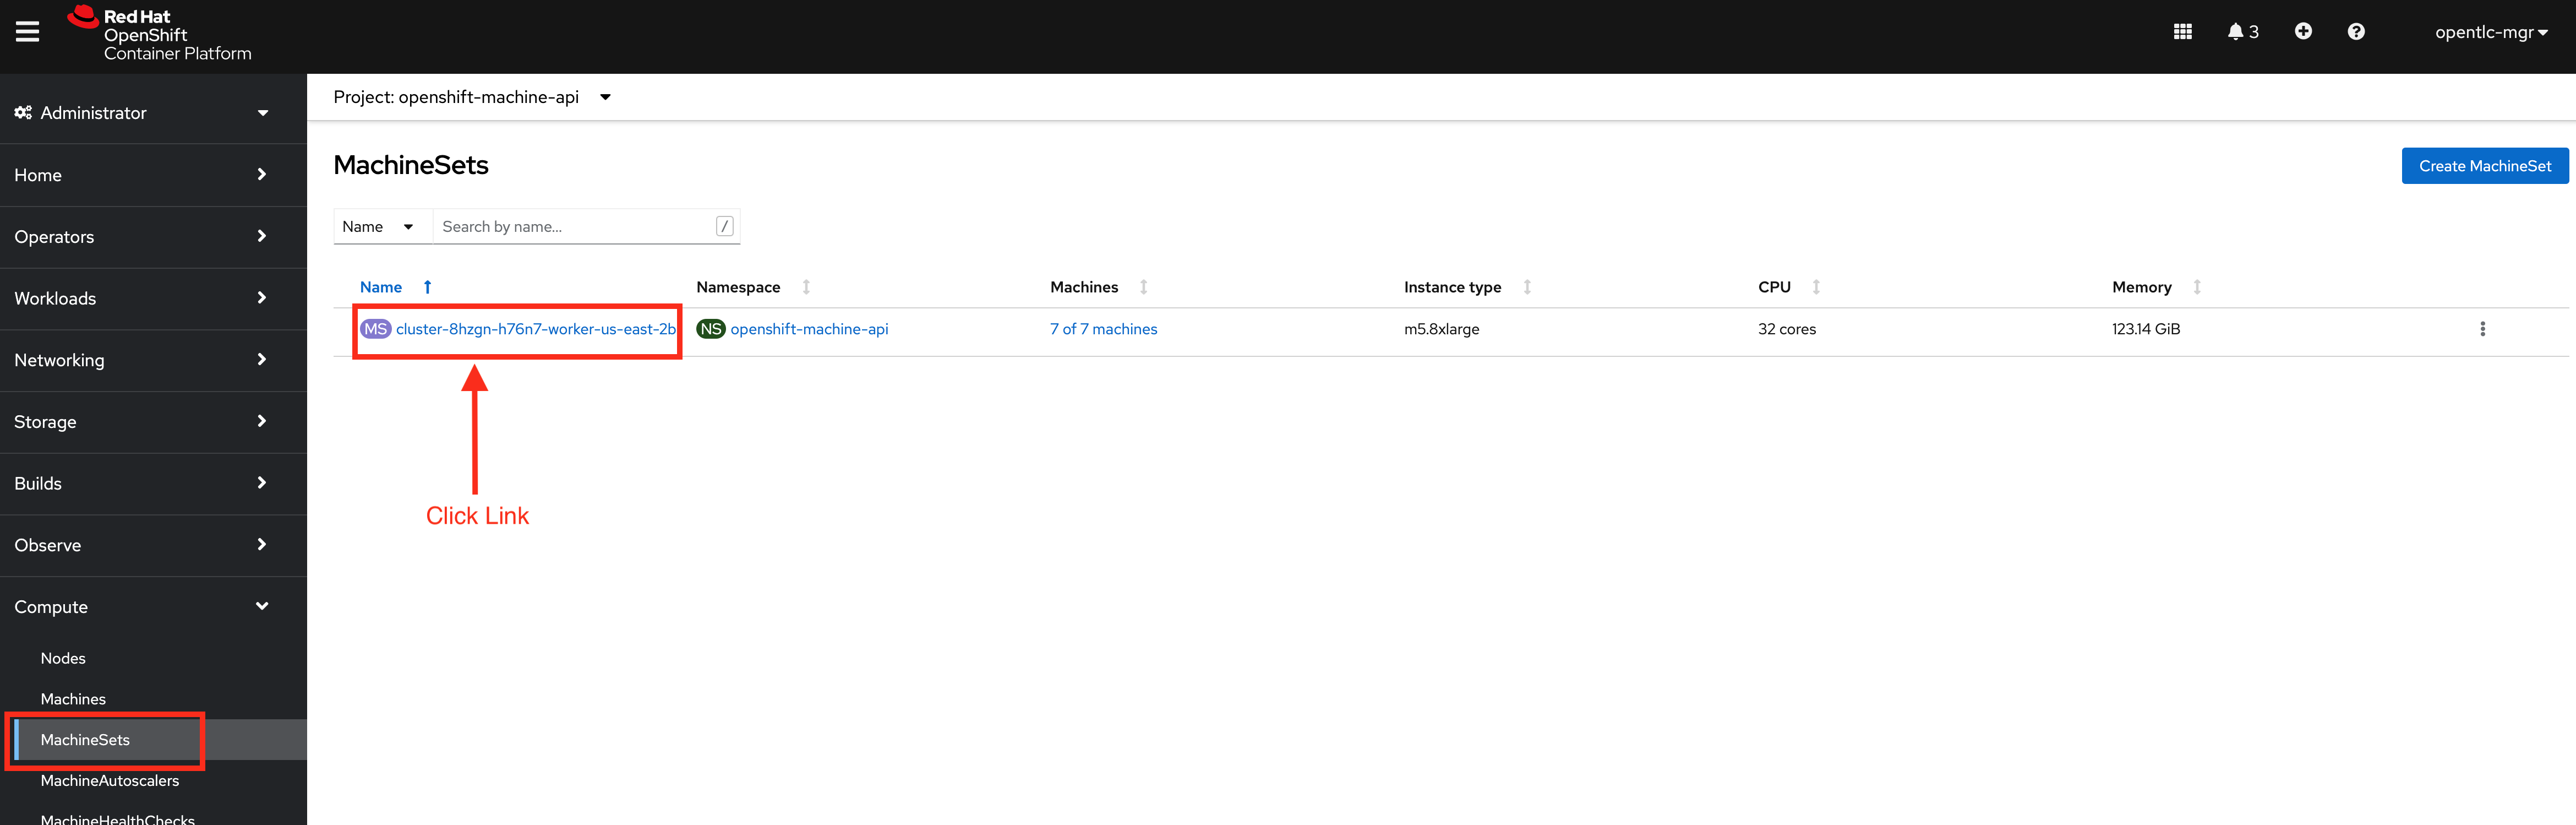 Red Hat
OpenShift
Container Platform
3
opentlc-mgr
Administrator
Home
Operators
Workloads
Networking
Storage
Builds
Observe
Compute
Nodes
Machines
MachineSets
MachineAutoscalers
MachineHealthChecks
Project: openshift-machine-api
MachineSets
Create MachineSet
Name Search by name... /
Name Namespace Machines Instance type CPU Memory
MS cluster-8hzgn-h76n7-worker-us-east-2b NS openshift-machine-api 7 of 7 machines m5.8xlarge 32 cores 123.14 GiB
Click Link